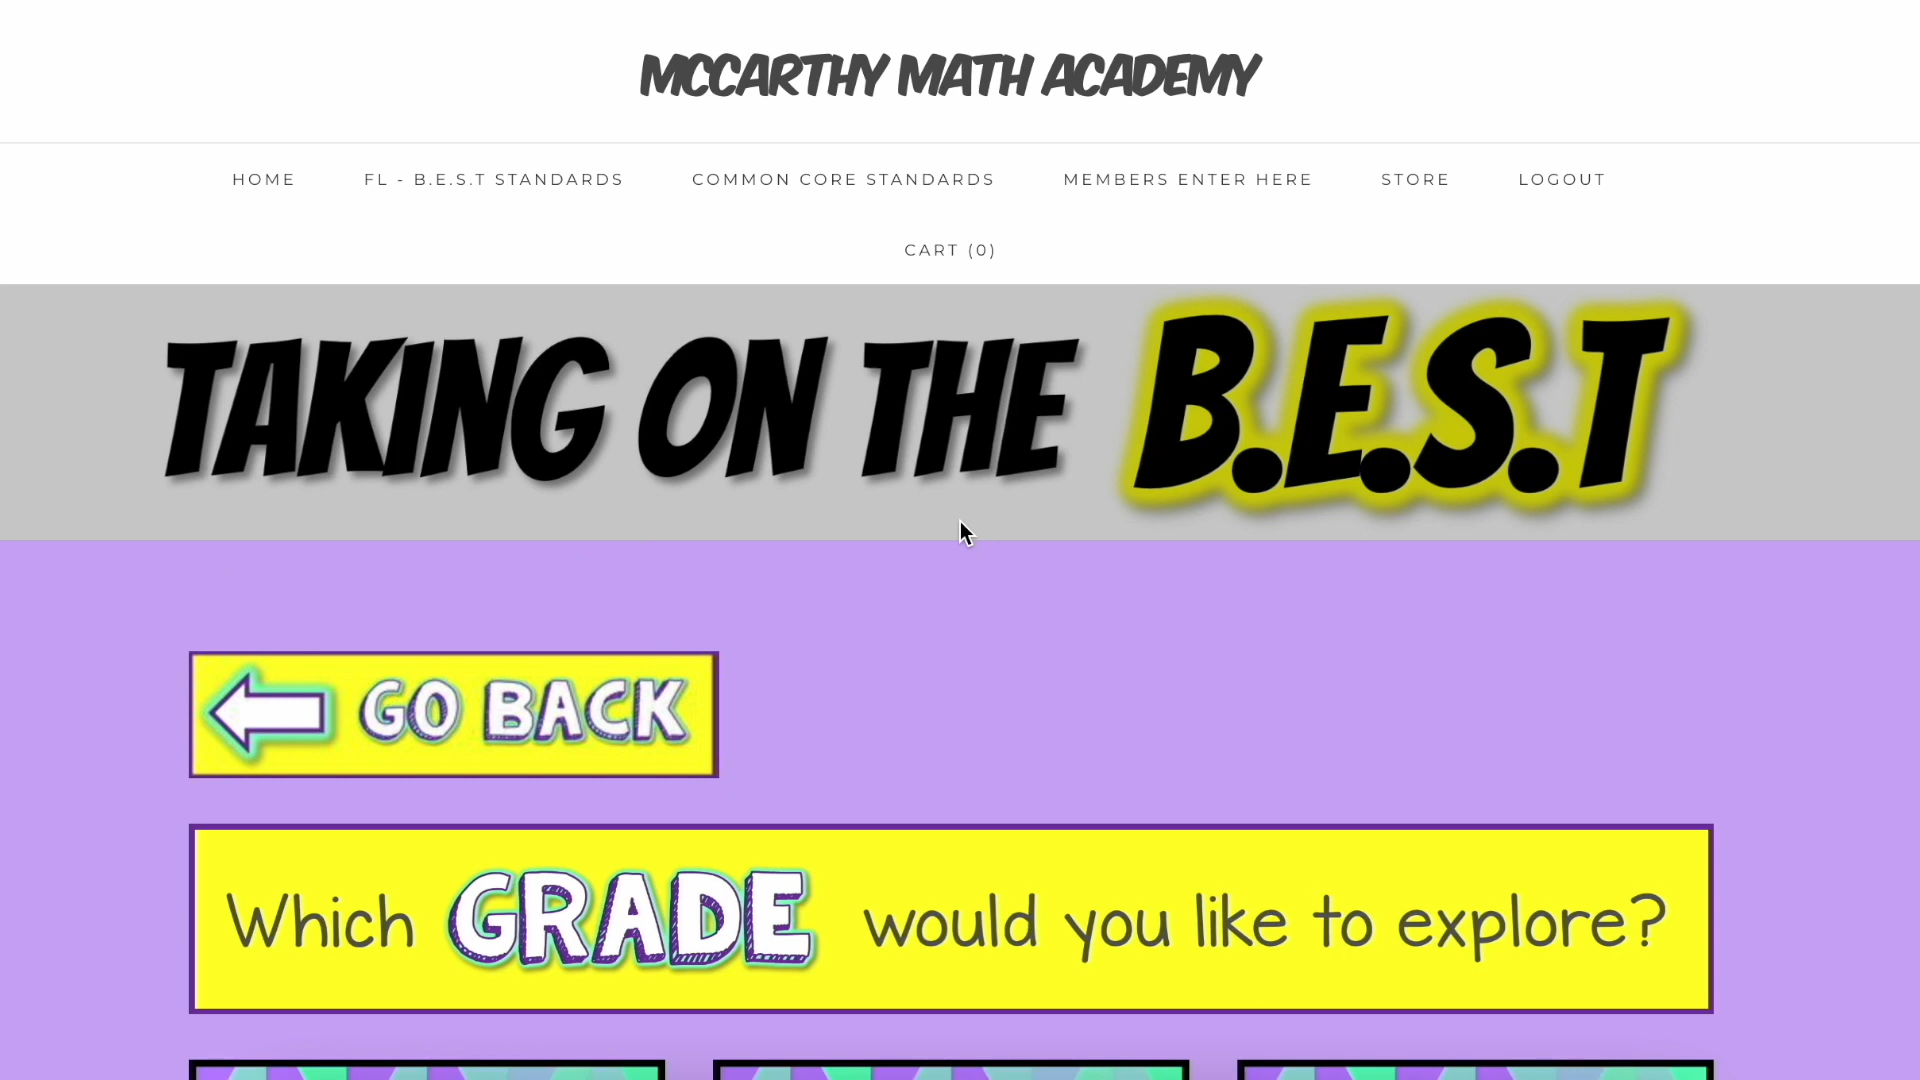 MCCARTHY MATH ACADEMY
HOME FL - B.E.S.T STANDARDS COMMON CORE STANDARDS MEMBERS ENTER HERE STORE LOGOUT
CART (0)
TAKING ON THE B.E.S.T
GO BACK
Which GRADE would you like to explore?